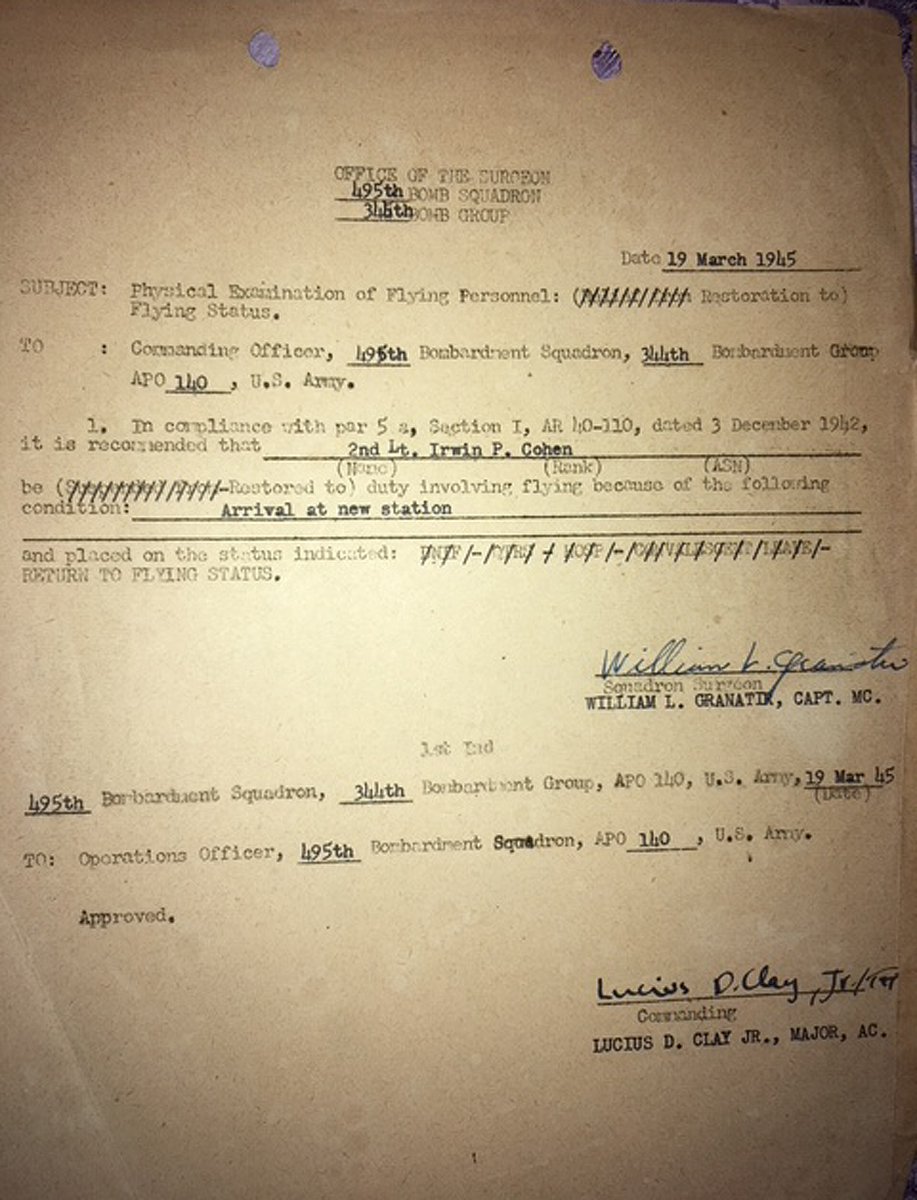 OFFICE OF THE SURGEON
495th BOMB SQUADRON
344th BOMB GROUP
Date 19 March 1945
SUBJECT: Physical Examination of Flying Personnel: ( Restoration to)
Flying Status.
TO : Commanding Officer, 495th Bombardment Squadron, 344th Bombardment Group
APO 140 , U.S. Army.
1. In compliance with par 5 a, Section I, AR 40-110, dated 3 December 1942,
it is recommended that 2nd Lt. Irwin P. Cohen
(Name) (Rank) (ASN)
be ( -Restored to) duty involving flying because of the following
condition: Arrival at new station
and placed on the status indicated:
RETURN TO FLYING STATUS.
William L. Granatir
Squadron Surgeon
WILLIAM L. GRANATIR, CAPT. MC.
1st Ind
495th Bombardment Squadron, 344th Bombardment Group, APO 140, U.S. Army, 19 Mar 45
(Date)
TO: Operations Officer, 495th Bombardment Squadron, APO 140 , U.S. Army.
Approved.
Lucius D. Clay, Jr.
Commanding
LUCIUS D. CLAY JR., MAJOR, AC.